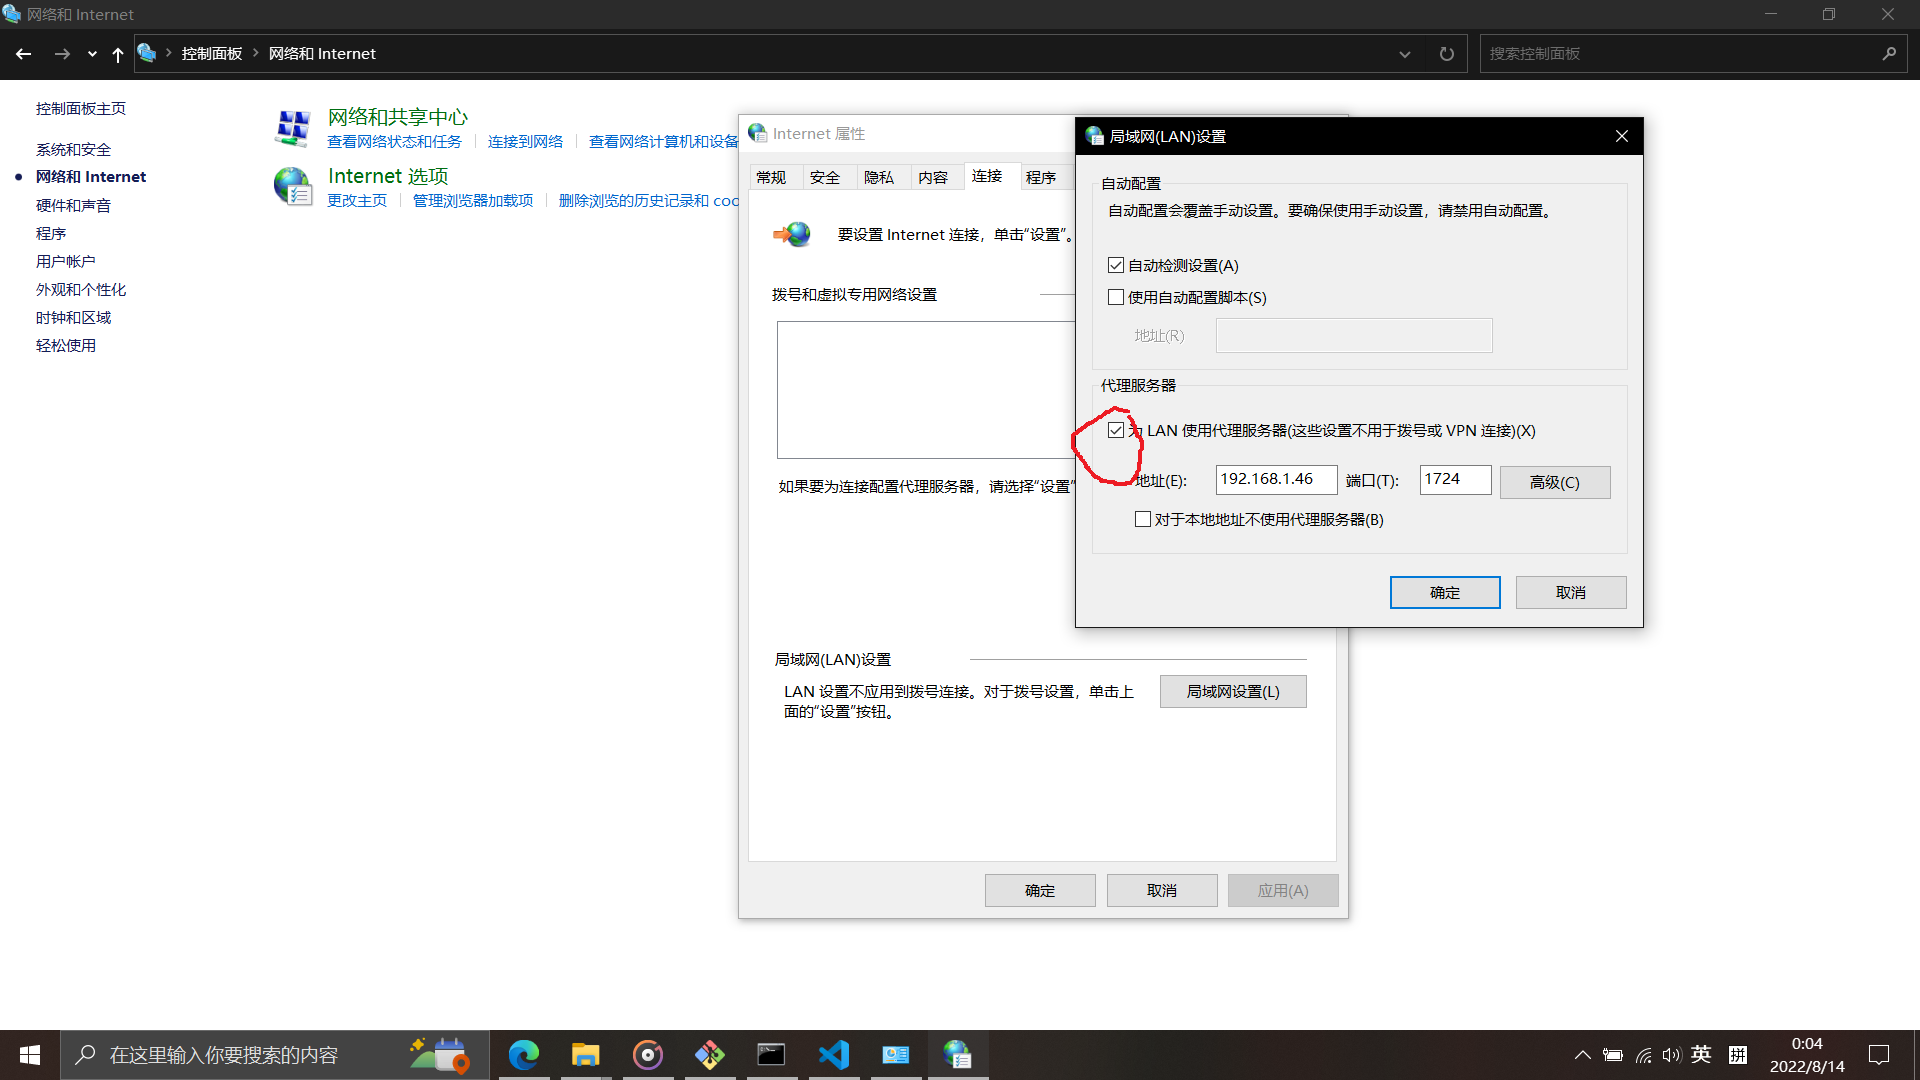 网络和 Internet
控制面板 网络和 Internet
搜索控制面板
控制面板主页
系统和安全
网络和 Internet
硬件和声音
程序
用户帐户
外观和个性化
时钟和区域
轻松使用
网络和共享中心
查看网络状态和任务 连接到网络 查看网络计算机和设备
Internet 选项
更改主页 管理浏览器加载项 删除浏览的历史记录和 coo
Internet 属性
常规 安全 隐私 内容 连接 程序
要设置 Internet 连接，单击“设置”。
拨号和虚拟专用网络设置
如果要为连接配置代理服务器，请选择“设置”
局域网(LAN)设置
LAN 设置不应用到拨号连接。对于拨号设置，单击上
面的“设置”按钮。
局域网设置(L)
确定 取消 应用(A)
局域网(LAN)设置
自动配置
自动配置会覆盖手动设置。要确保使用手动设置，请禁用自动配置。
自动检测设置(A)
使用自动配置脚本(S)
地址(R)
代理服务器
为 LAN 使用代理服务器(这些设置不用于拨号或 VPN 连接)(X)
地址(E): 192.168.1.46 端口(T): 1724 高级(C)
对于本地地址不使用代理服务器(B)
确定 取消
在这里输入你要搜索的内容
英 拼
0:04
2022/8/14